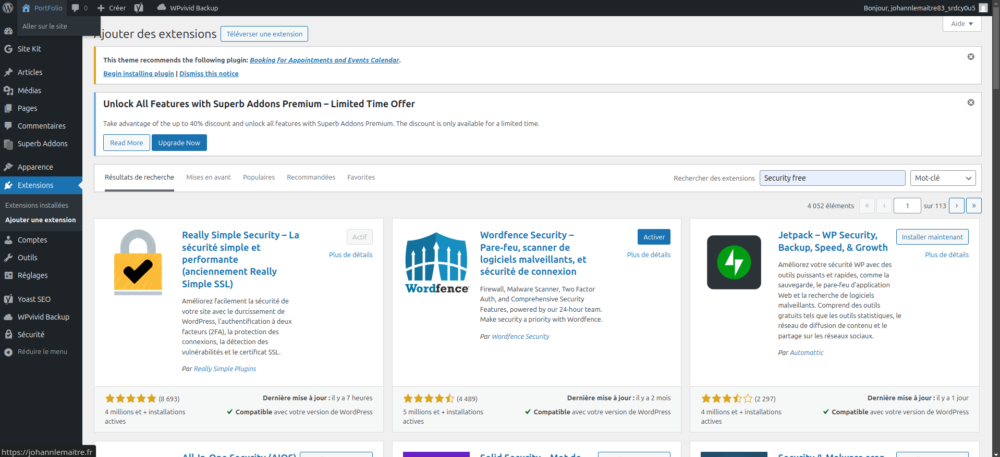 PortFolio
0
Créer
WPvivid Backup
Bonjour, johannlemaitre83_srdcy0u5
Aller sur le site
Site Kit
Articles
Médias
Pages
Commentaires
Superb Addons
Apparence
Extensions
Extensions installées
Ajouter une extension
Comptes
Outils
Réglages
Yoast SEO
WPvivid Backup
Sécurité
Réduire le menu
https://johannlemaitre.fr
Aide
Ajouter des extensions
Téléverser une extension
This theme recommends the following plugin: Booking for Appointments and Events Calendar.
Begin installing plugin | Dismiss this notice
Unlock All Features with Superb Addons Premium – Limited Time Offer
Take advantage of the up to 40% discount and unlock all features with Superb Addons Premium. The discount is only available for a limited time.
Read More
Upgrade Now
Résultats de recherche
Mises en avant
Populaires
Recommandées
Favorites
Rechercher des extensions
Security free
Mot-clé
4 052 éléments
«
‹
1
sur 113
›
»
Really Simple Security – La
sécurité simple et
performante
(anciennement Really
Simple SSL)
Actif
Plus de détails
Améliorez facilement la sécurité de
votre site avec le durcissement de
WordPress, l’authentification à deux
facteurs (2FA), la protection des
connexions, la détection des
vulnérabilités et le certificat SSL.
Par Really Simple Plugins
(8 693)
4 millions et + installations
actives
Dernière mise à jour : il y a 7 heures
Compatible avec votre version de WordPress
Wordfence
Wordfence Security –
Pare-feu, scanner de
logiciels malveillants, et
sécurité de connexion
Activer
Plus de détails
Firewall, Malware Scanner, Two Factor
Auth, and Comprehensive Security
Features, powered by our 24-hour team.
Make security a priority with Wordfence.
Par Wordfence Security
(4 489)
5 millions et + installations
actives
Dernière mise à jour : il y a 2 mois
Compatible avec votre version de WordPress
Jetpack – WP Security,
Backup, Speed, & Growth
Installer maintenant
Plus de détails
Améliorez votre sécurité WP avec des
outils puissants et rapides, comme la
sauvegarde, le pare-feu d’application
Web et la recherche de logiciels
malveillants. Comprend des outils
gratuits tels que les outils statistiques, le
réseau de diffusion de contenu et le
partage sur les réseaux sociaux.
Par Automattic
(2 297)
4 millions et + installations
actives
Dernière mise à jour : il y a 1 jour
Compatible avec votre version de WordPress
All-In-One Security (AIOS)
Solid Security – Mot de
Security & Malware scan